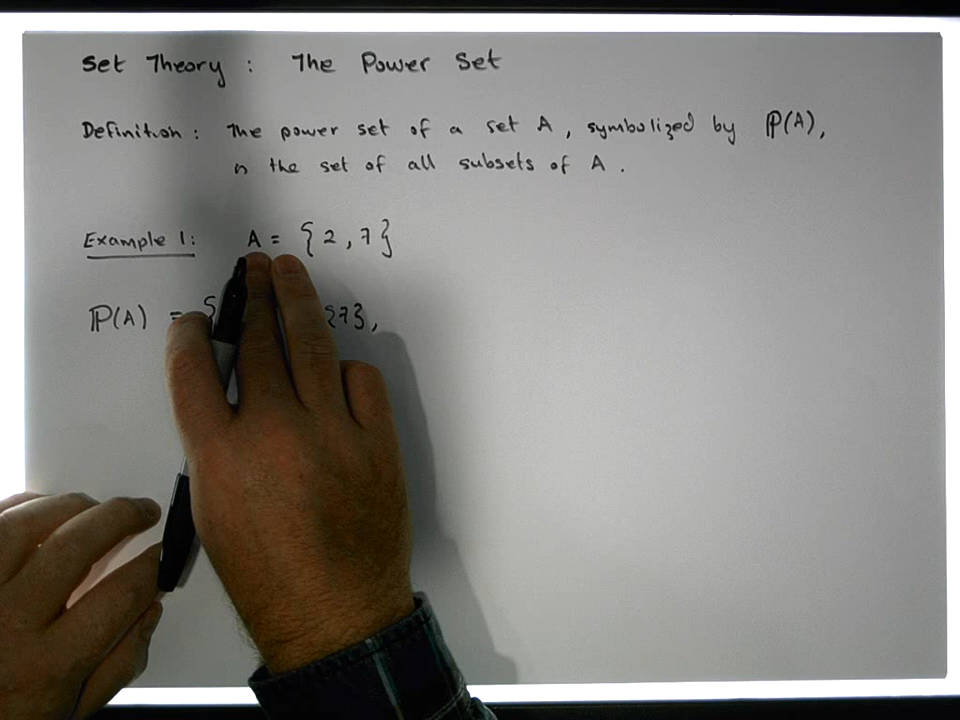 Set Theory : The Power Set
Definition : The power set of a set A, symbolized by ℙ(A),
is the set of all subsets of A.
Example 1: A = {2, 7}
ℙ(A) = { {7},